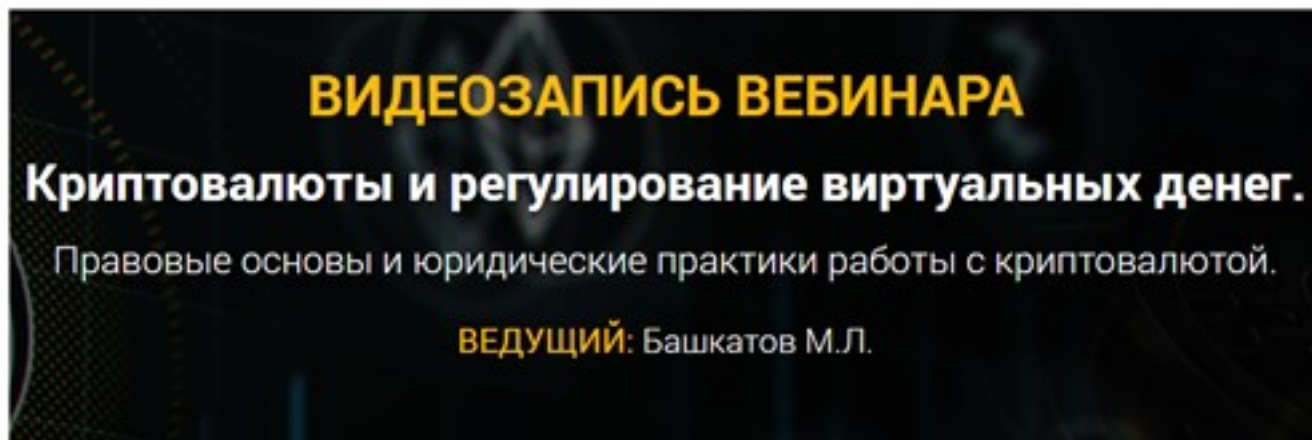 ВИДЕОЗАПИСЬ ВЕБИНАРА
Криптовалюты и регулирование виртуальных денег.
Правовые основы и юридические практики работы с криптовалютой.
ВЕДУЩИЙ: Башкатов М.Л.